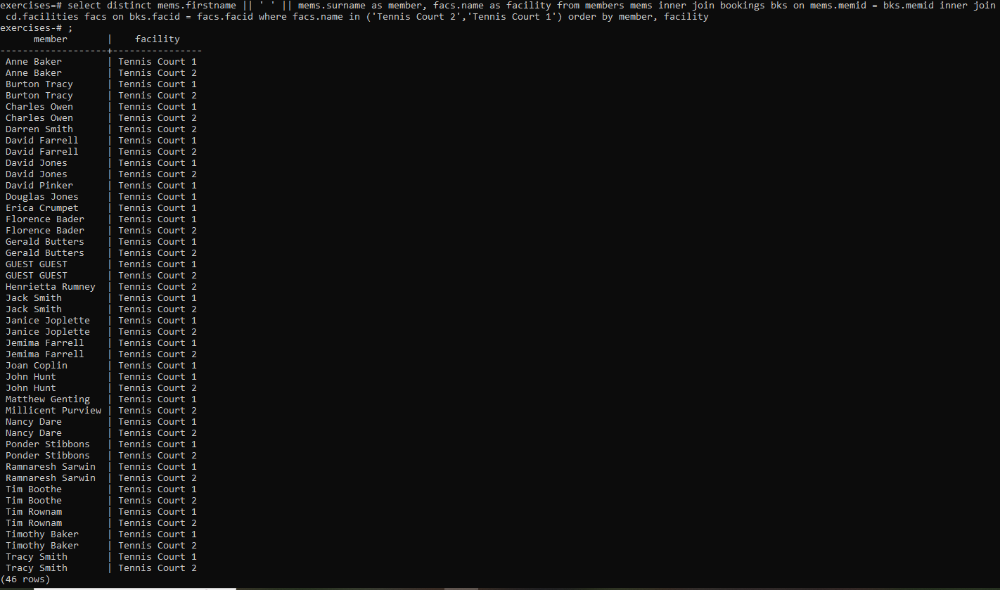 exercises=# select distinct mems.firstname || ' ' || mems.surname as member, facs.name as facility from members mems inner join bookings bks on mems.memid = bks.memid inner join
 cd.facilities facs on bks.facid = facs.facid where facs.name in ('Tennis Court 2','Tennis Court 1') order by member, facility
exercises-# ;
      member       |    facility
-------------------+----------------
 Anne Baker        | Tennis Court 1
 Anne Baker        | Tennis Court 2
 Burton Tracy      | Tennis Court 1
 Burton Tracy      | Tennis Court 2
 Charles Owen      | Tennis Court 1
 Charles Owen      | Tennis Court 2
 Darren Smith      | Tennis Court 2
 David Farrell     | Tennis Court 1
 David Farrell     | Tennis Court 2
 David Jones       | Tennis Court 1
 David Jones       | Tennis Court 2
 David Pinker      | Tennis Court 1
 Douglas Jones     | Tennis Court 1
 Erica Crumpet     | Tennis Court 1
 Florence Bader    | Tennis Court 1
 Florence Bader    | Tennis Court 2
 Gerald Butters    | Tennis Court 1
 Gerald Butters    | Tennis Court 2
 GUEST GUEST       | Tennis Court 1
 GUEST GUEST       | Tennis Court 2
 Henrietta Rumney  | Tennis Court 2
 Jack Smith        | Tennis Court 1
 Jack Smith        | Tennis Court 2
 Janice Joplette   | Tennis Court 1
 Janice Joplette   | Tennis Court 2
 Jemima Farrell    | Tennis Court 1
 Jemima Farrell    | Tennis Court 2
 Joan Coplin       | Tennis Court 1
 John Hunt         | Tennis Court 1
 John Hunt         | Tennis Court 2
 Matthew Genting   | Tennis Court 1
 Millicent Purview | Tennis Court 2
 Nancy Dare        | Tennis Court 1
 Nancy Dare        | Tennis Court 2
 Ponder Stibbons   | Tennis Court 1
 Ponder Stibbons   | Tennis Court 2
 Ramnaresh Sarwin  | Tennis Court 1
 Ramnaresh Sarwin  | Tennis Court 2
 Tim Boothe        | Tennis Court 1
 Tim Boothe        | Tennis Court 2
 Tim Rownam        | Tennis Court 1
 Tim Rownam        | Tennis Court 2
 Timothy Baker     | Tennis Court 1
 Timothy Baker     | Tennis Court 2
 Tracy Smith       | Tennis Court 1
 Tracy Smith       | Tennis Court 2
(46 rows)